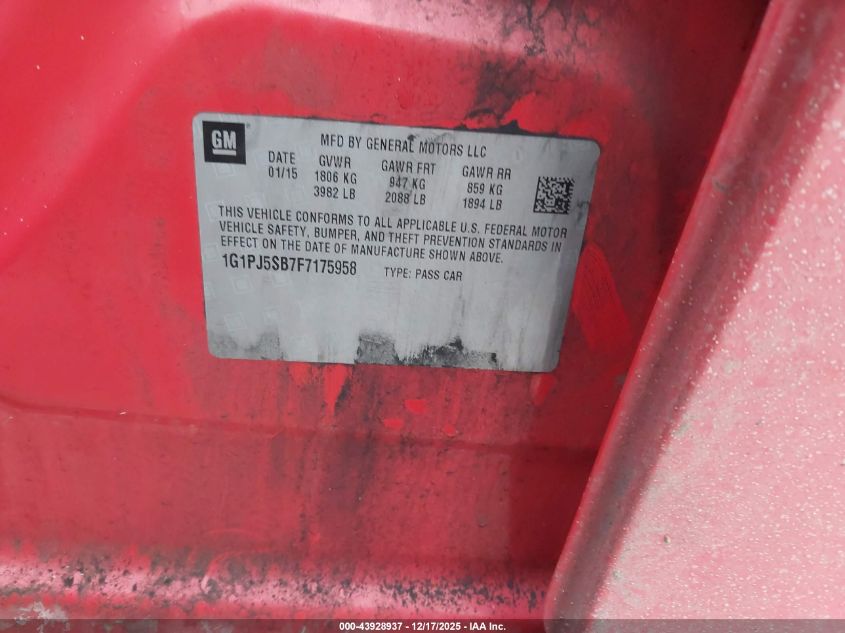 GM
MFD BY GENERAL MOTORS LLC
DATE GVWR GAWR FRT GAWR RR
01/15 1806 KG 947 KG 859 KG
3982 LB 2088 LB 1894 LB
THIS VEHICLE CONFORMS TO ALL APPLICABLE U.S. FEDERAL MOTOR
VEHICLE SAFETY, BUMPER, AND THEFT PREVENTION STANDARDS IN
EFFECT ON THE DATE OF MANUFACTURE SHOWN ABOVE.
1G1PJ5SB7F7175958 TYPE: PASS CAR
000-43928937 - 12/17/2025 - IAA Inc.